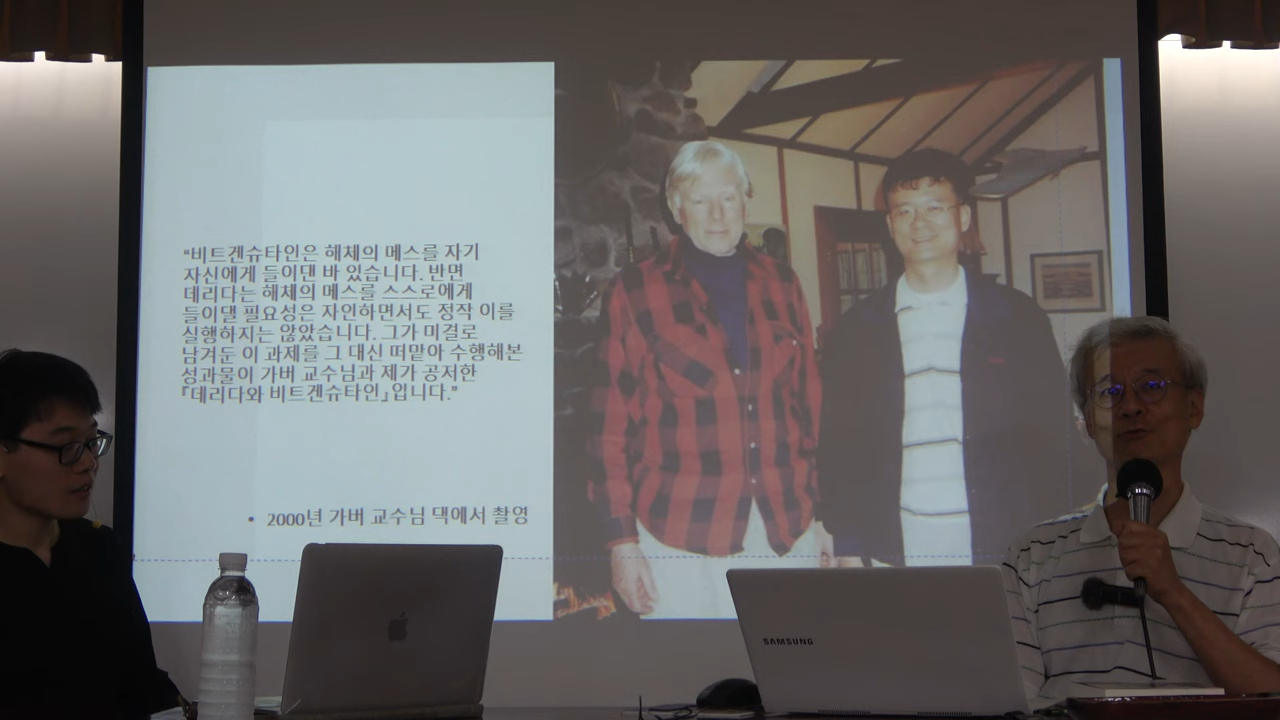 “비트겐슈타인은 해체의 메스를 자기
자신에게 들이댄 바 있습니다. 반면
데리다는 해체의 메스를 스스로에게
들이댈 필요성은 자인하면서도 정작 이를
실행하지는 않았습니다. 그가 미결로
남겨둔 이 과제를 그 대신 떠맡아 수행해본
성과물이 가버 교수님과 제가 공저한
『데리다와 비트겐슈타인』입니다.”
• 2000년 가버 교수님 댁에서 촬영
SAMSUNG